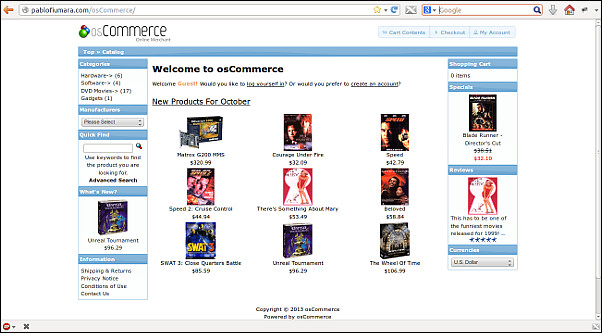 pablofiumara.com/osCommerce/
Google
osCommerce
Online Merchant
Cart Contents
Checkout
My Account
Top » Catalog
Categories
Hardware-> (6)
Software-> (4)
DVD Movies-> (17)
Gadgets (1)
Manufacturers
Please Select
Quick Find
Use keywords to find
the product you are
looking for.
Advanced Search
What's New?
Unreal Tournament
$96.29
Information
Shipping & Returns
Privacy Notice
Conditions of Use
Contact Us
Welcome to osCommerce
Welcome Guest! Would you like to log yourself in? Or would you prefer to create an account?
New Products For October
Matrox G200 MMS
$320.99
Courage Under Fire
$32.09
Speed
$42.79
Speed 2: Cruise Control
$44.94
There's Something About Mary
$53.49
Beloved
$58.84
SWAT 3: Close Quarters Battle
$85.59
Unreal Tournament
$96.29
The Wheel Of Time
$106.99
Shopping Cart
0 items
Specials
Blade Runner -
Director's Cut
$38.51
$32.10
Reviews
This has to be one of
the funniest movies
released for 1999! ..
Currencies
U.S. Dollar
Copyright © 2013 osCommerce
Powered by osCommerce